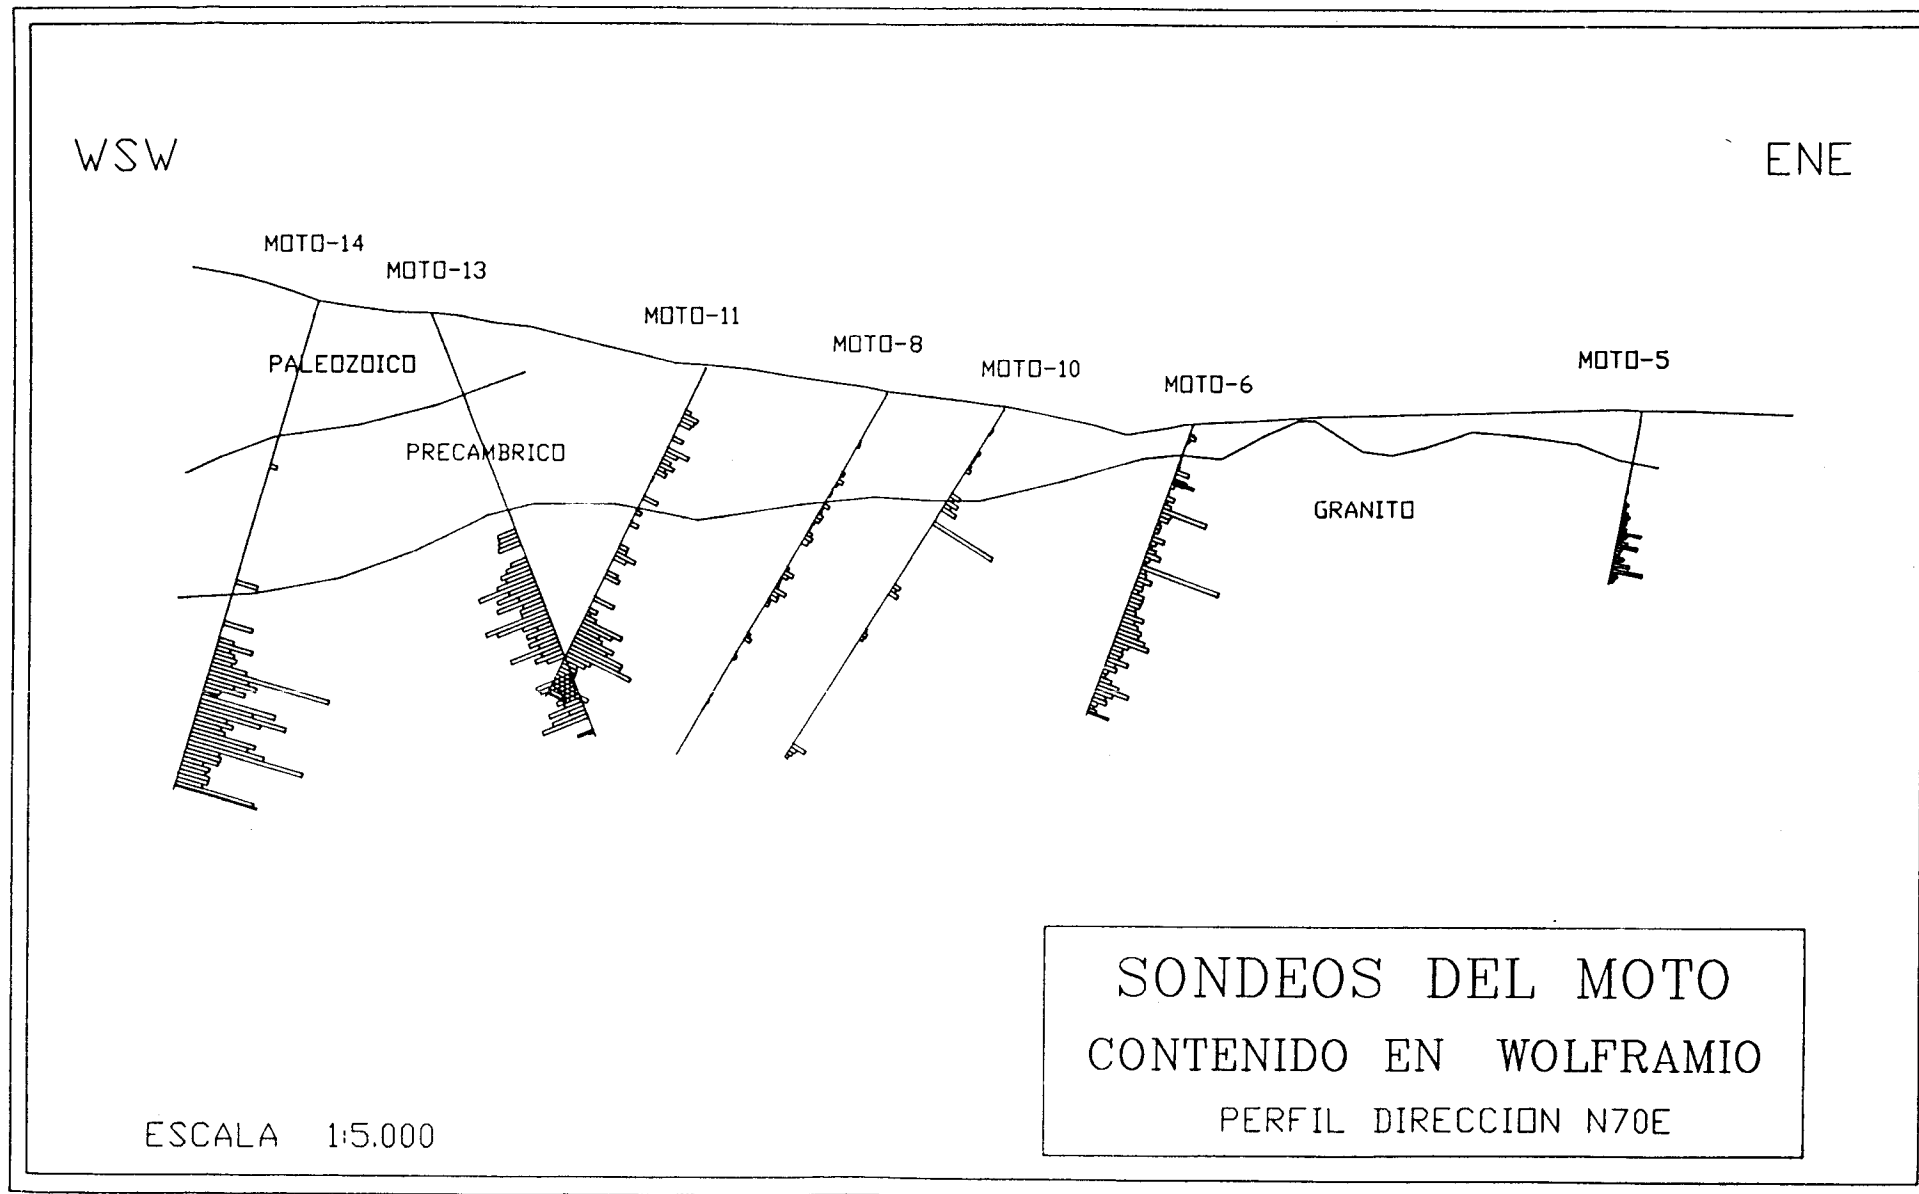 WSW
ENE
MOTO-14
MOTO-13
MOTO-11
MOTO-8
MOTO-10
MOTO-6
MOTO-5
PALEOZOICO
PRECAMBRICO
GRANITO
SONDEOS DEL MOTO
CONTENIDO EN WOLFRAMIO
PERFIL DIRECCION N70E
ESCALA 1:5.000